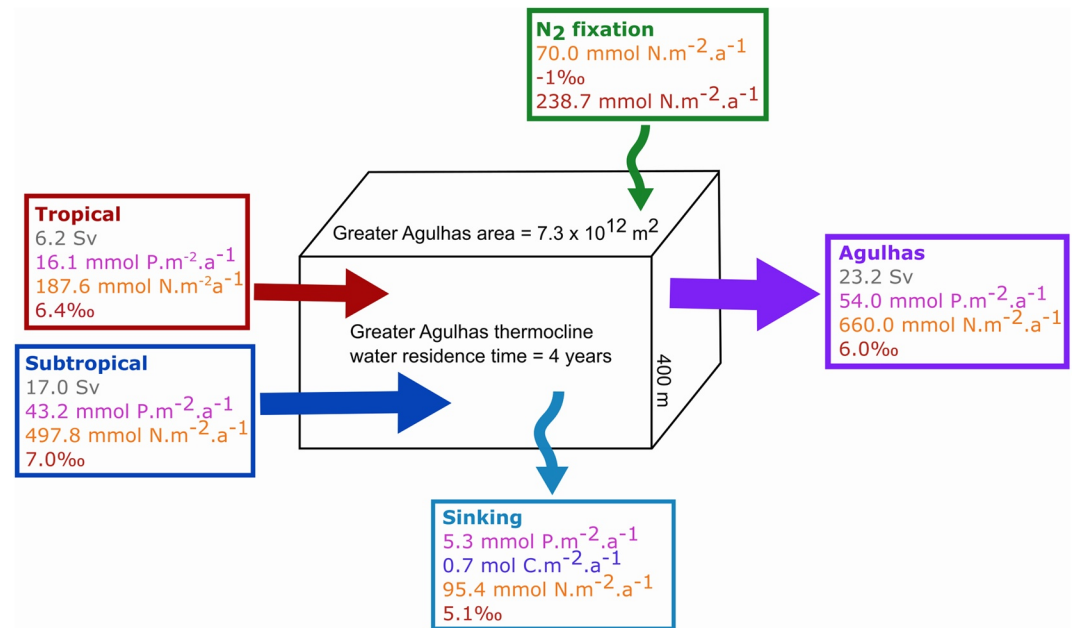 N₂ fixation
70.0 mmmol N.m⁻².a⁻¹
-1‰
238.7 mmol N.m⁻².a⁻¹
Greater Agulhas area = 7.3 x 10¹² m²
Tropical
6.2 Sv
16.1 mmol P.m⁻².a⁻¹
187.6 mmol N.m⁻²a⁻¹
6.4‰
Agulhas
23.2 Sv
54.0 mmol P.m⁻².a⁻¹
660.0 mmol N.m⁻².a⁻¹
6.0‰
Greater Agulhas thermocline
water residence time = 4 years
400 m
Subtropical
17.0 Sv
43.2 mmol P.m⁻².a⁻¹
497.8 mmol N.m⁻².a⁻¹
7.0‰
Sinking
5.3 mmol P.m⁻².a⁻¹
0.7 mol C.m⁻².a⁻¹
95.4 mmol N.m⁻².a⁻¹
5.1‰